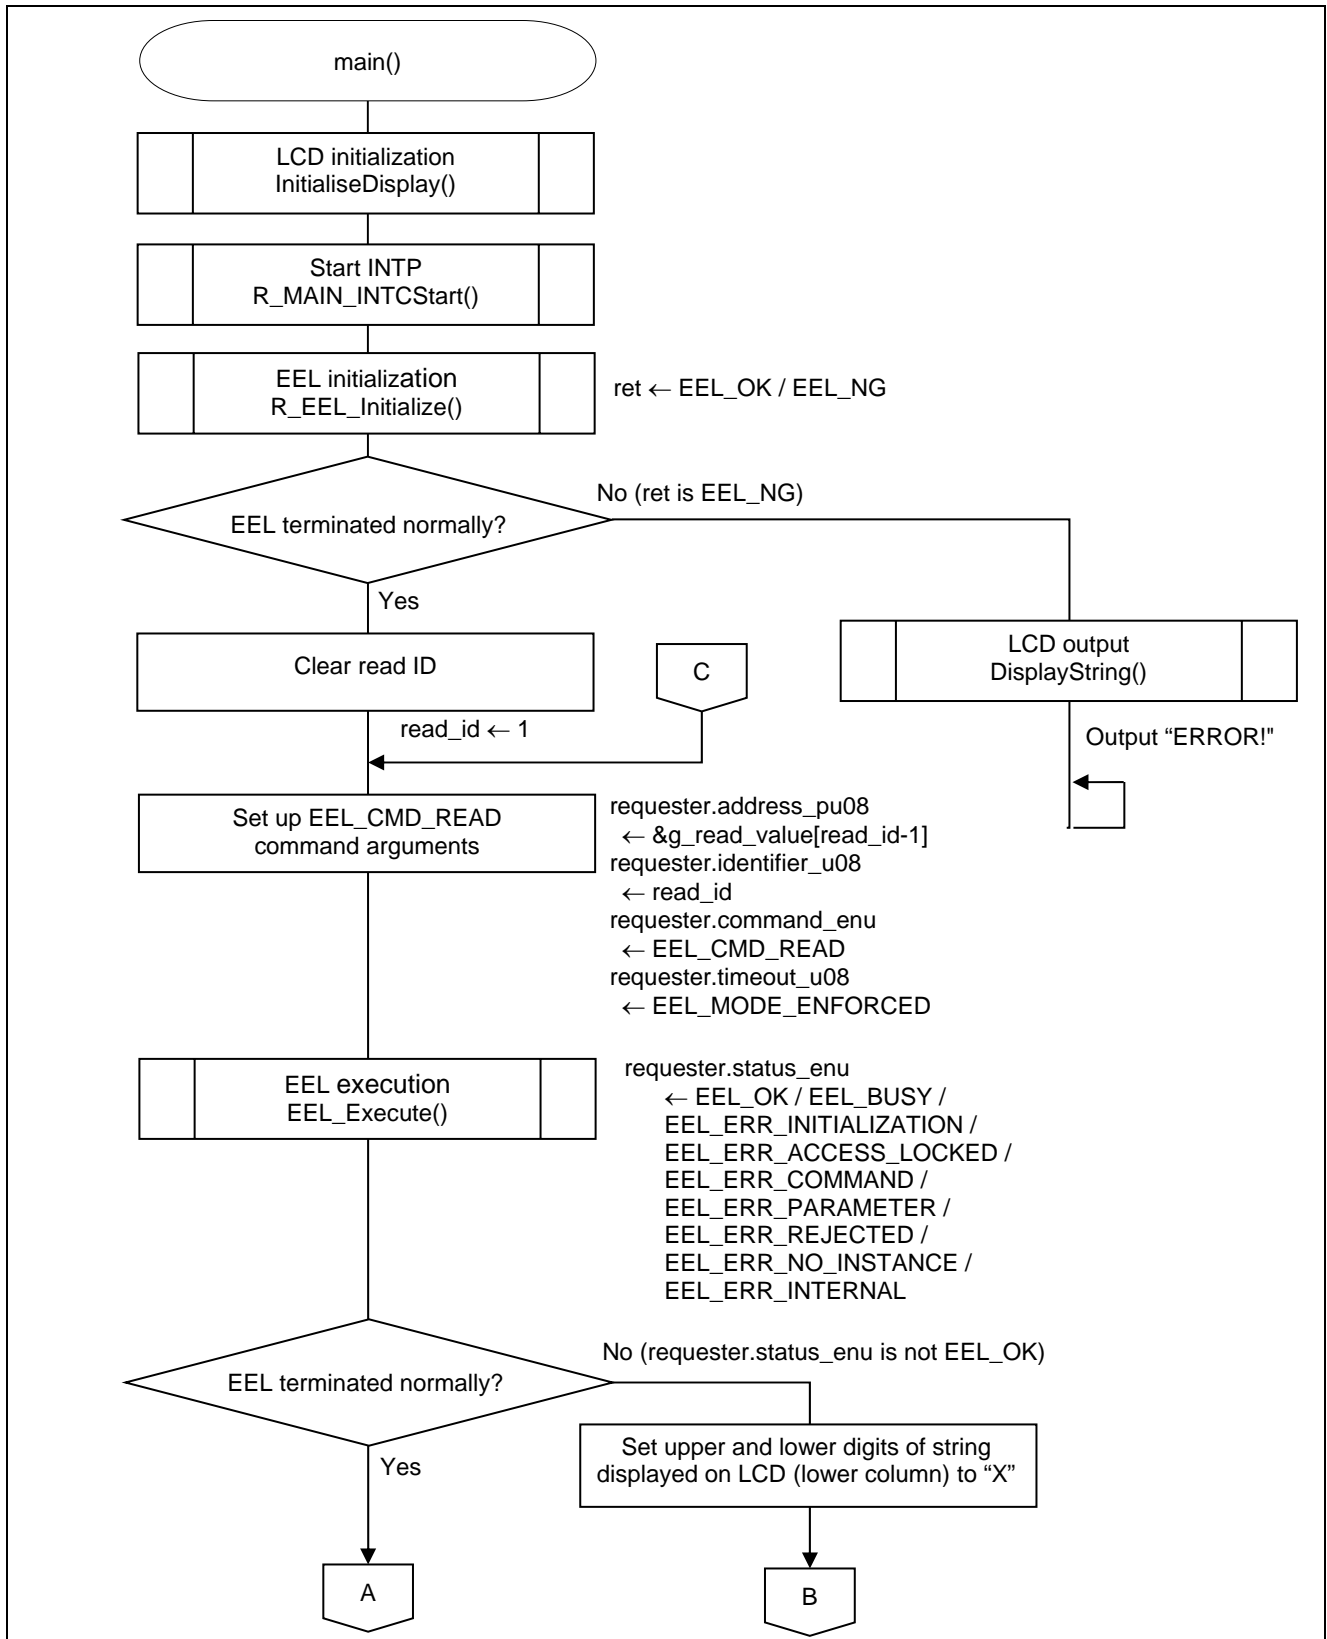 main()
LCD initialization
InitialiseDisplay()
Start INTP
R_MAIN_INTCStart()
EEL initialization
R_EEL_Initialize()
ret ← EEL_OK / EEL_NG
No (ret is EEL_NG)
EEL terminated normally?
Yes
Clear read ID
C
LCD output
DisplayString()
read_id ← 1
Output “ERROR!"
Set up EEL_CMD_READ
command arguments
requester.address_pu08
← &g_read_value[read_id-1]
requester.identifier_u08
← read_id
requester.command_enu
← EEL_CMD_READ
requester.timeout_u08
← EEL_MODE_ENFORCED
EEL execution
EEL_Execute()
requester.status_enu
← EEL_OK / EEL_BUSY /
EEL_ERR_INITIALIZATION /
EEL_ERR_ACCESS_LOCKED /
EEL_ERR_COMMAND /
EEL_ERR_PARAMETER /
EEL_ERR_REJECTED /
EEL_ERR_NO_INSTANCE /
EEL_ERR_INTERNAL
No (requester.status_enu is not EEL_OK)
EEL terminated normally?
Yes
Set upper and lower digits of string
displayed on LCD (lower column) to “X”
A
B